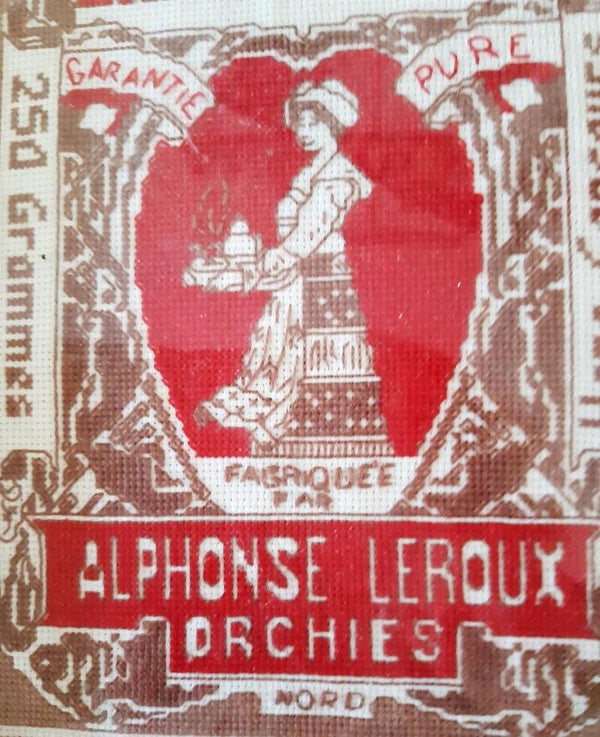 GARANTIE PURE
250 Grammes
FABRIQUÉE
PAR
ALPHONSE LEROUX
ORCHIES
NORD